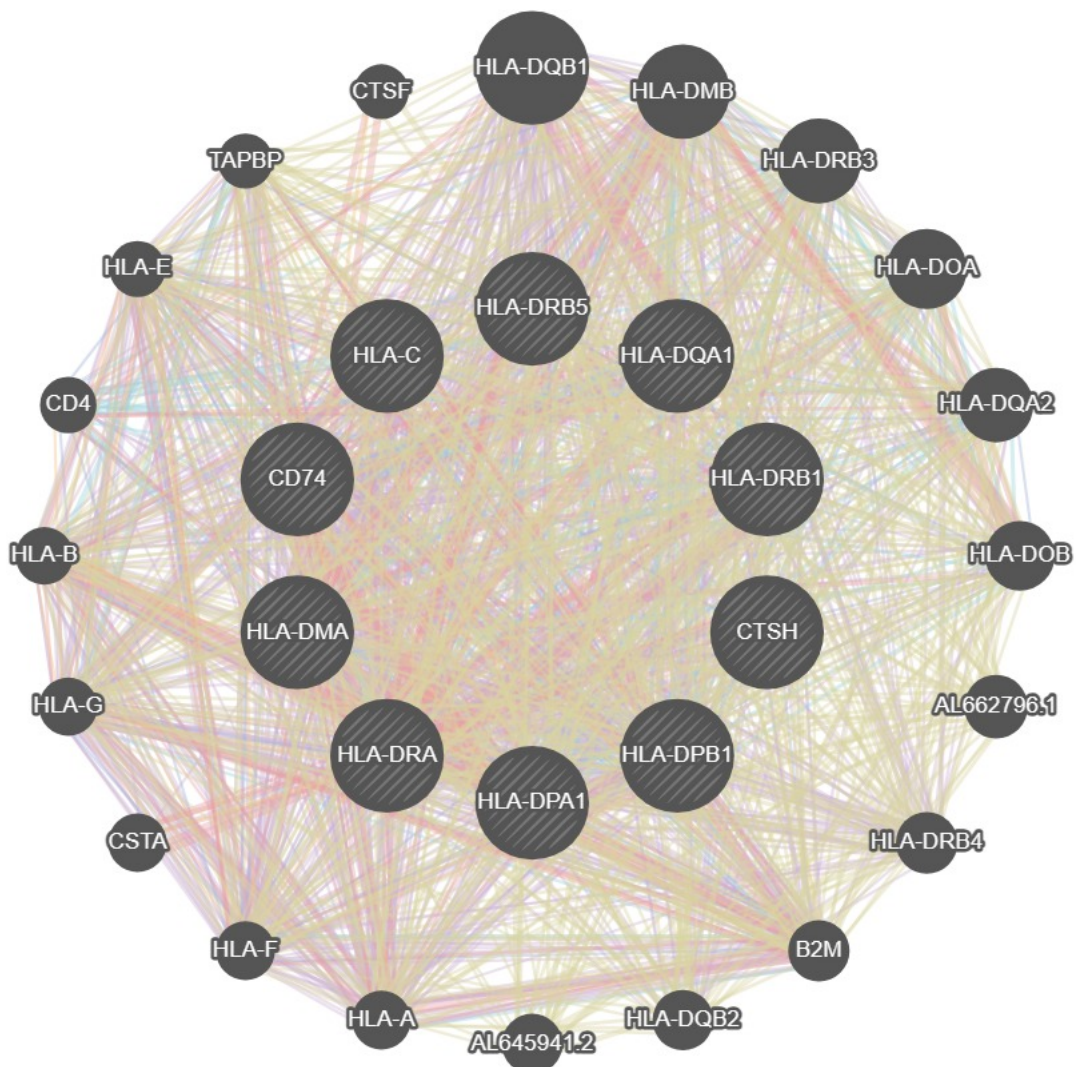 HLA-DQB1
CTSF
HLA-DMB
TAPBP
HLA-DRB3
HLA-E
HLA-DOA
HLA-DRB5
HLA-C
HLA-DQA1
CD4
HLA-DQA2
CD74
HLA-DRB1
HLA-B
HLA-DOB
HLA-DMA
CTSH
HLA-G
AL662796.1
HLA-DRA
HLA-DPB1
HLA-DPA1
CSTA
HLA-DRB4
HLA-F
B2M
HLA-A
HLA-DQB2
AL645941.2